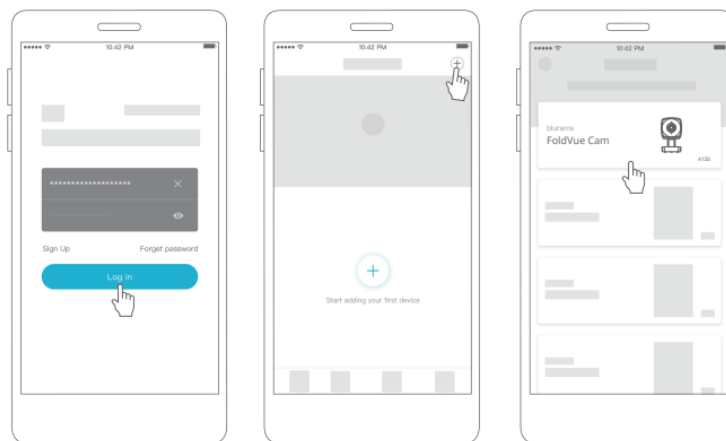 10:42 PM
*******************
Sign Up
Forget password
Log In
10:42 PM
Start adding your first device
10:42 PM
blurams
FoldVue Cam
A12S